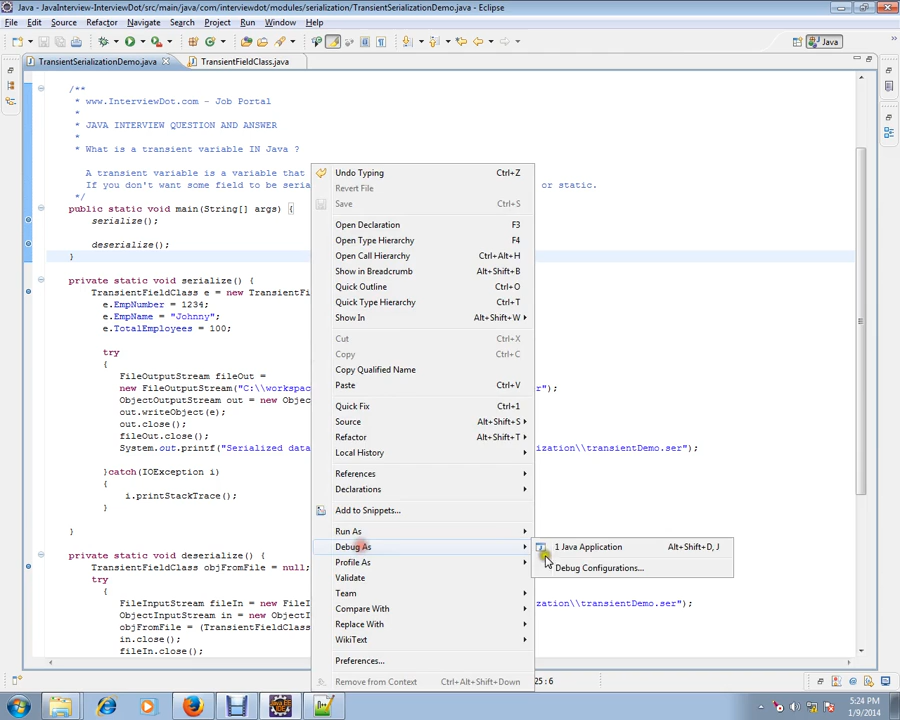 Java - JavaInterview-InterviewDot/src/main/java/com/interviewdot/modules/serialization/TransientSerializationDemo.java - Eclipse
File Edit Source Refactor Navigate Search Project Run Window Help
Java
TransientSerializationDemo.java TransientFieldClass.java
/**
* www.InterviewDot.com - Job Portal
*
* JAVA INTERVIEW QUESTION AND ANSWER
*
* What is a transient variable IN Java ?
A transient variable is a variable that
If you don't want some field to be seria or static.
*/
public static void main(String[] args) {
serialize();
deserialize();
}
private static void serialize() {
TransientFieldClass e = new TransientFi
e.EmpNumber = 1234;
e.EmpName = "Johnny";
e.TotalEmployees = 100;
try
{
FileOutputStream fileOut =
new FileOutputStream("C:\\workspac r");
ObjectOutputStream out = new Objec
out.writeObject(e);
out.close();
fileOut.close();
System.out.printf("Serialized data ization\\transientDemo.ser");
}catch(IOException i)
{
i.printStackTrace();
}
}
private static void deserialize() {
TransientFieldClass objFromFile = null;
try
{
FileInputStream fileIn = new FileI ization\\transientDemo.ser");
ObjectInputStream in = new ObjectI
objFromFile = (TransientFieldClass
in.close();
fileIn.close();
Undo Typing Ctrl+Z
Revert File
Save Ctrl+S
Open Declaration F3
Open Type Hierarchy F4
Open Call Hierarchy Ctrl+Alt+H
Show in Breadcrumb Alt+Shift+B
Quick Outline Ctrl+O
Quick Type Hierarchy Ctrl+T
Show In Alt+Shift+W
Cut Ctrl+X
Copy Ctrl+C
Copy Qualified Name
Paste Ctrl+V
Quick Fix Ctrl+1
Source Alt+Shift+S
Refactor Alt+Shift+T
Local History
References
Declarations
Add to Snippets...
Run As
Debug As
Profile As
Validate
Team
Compare With
Replace With
WikiText
Preferences...
Remove from Context Ctrl+Alt+Shift+Down
1 Java Application Alt+Shift+D, J
Debug Configurations...
25 : 6
5:24 PM
1/9/2014